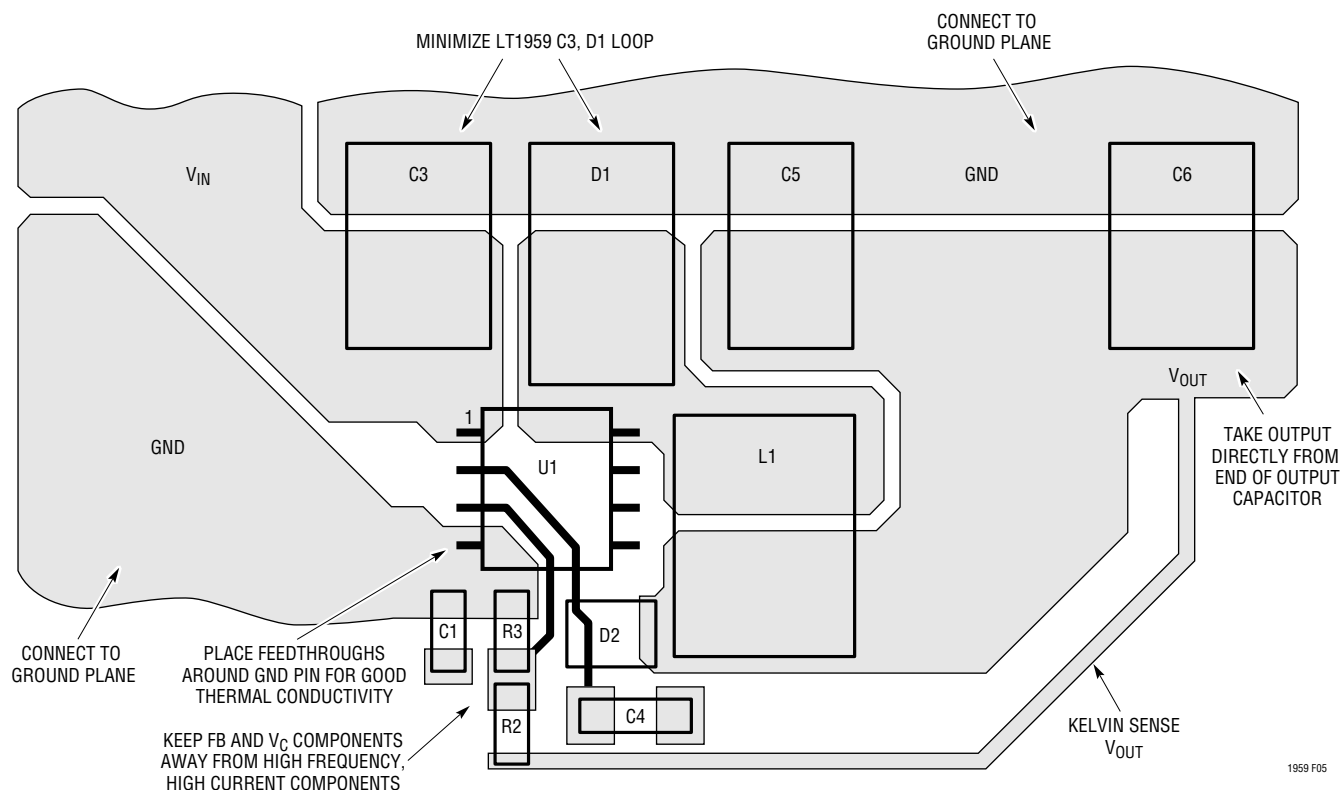 CONNECT TO
GROUND PLANE
MINIMIZE LT1959 C3, D1 LOOP
VIN
C3
D1
C5
GND
C6
VOUT
TAKE OUTPUT
DIRECTLY FROM
END OF OUTPUT
CAPACITOR
1
U1
L1
GND
CONNECT TO
GROUND PLANE
PLACE FEEDTHROUGHS
AROUND GND PIN FOR GOOD
THERMAL CONDUCTIVITY
C1
R3
D2
R2
C4
KEEP FB AND VC COMPONENTS
AWAY FROM HIGH FREQUENCY,
HIGH CURRENT COMPONENTS
KELVIN SENSE
VOUT
1959 F05